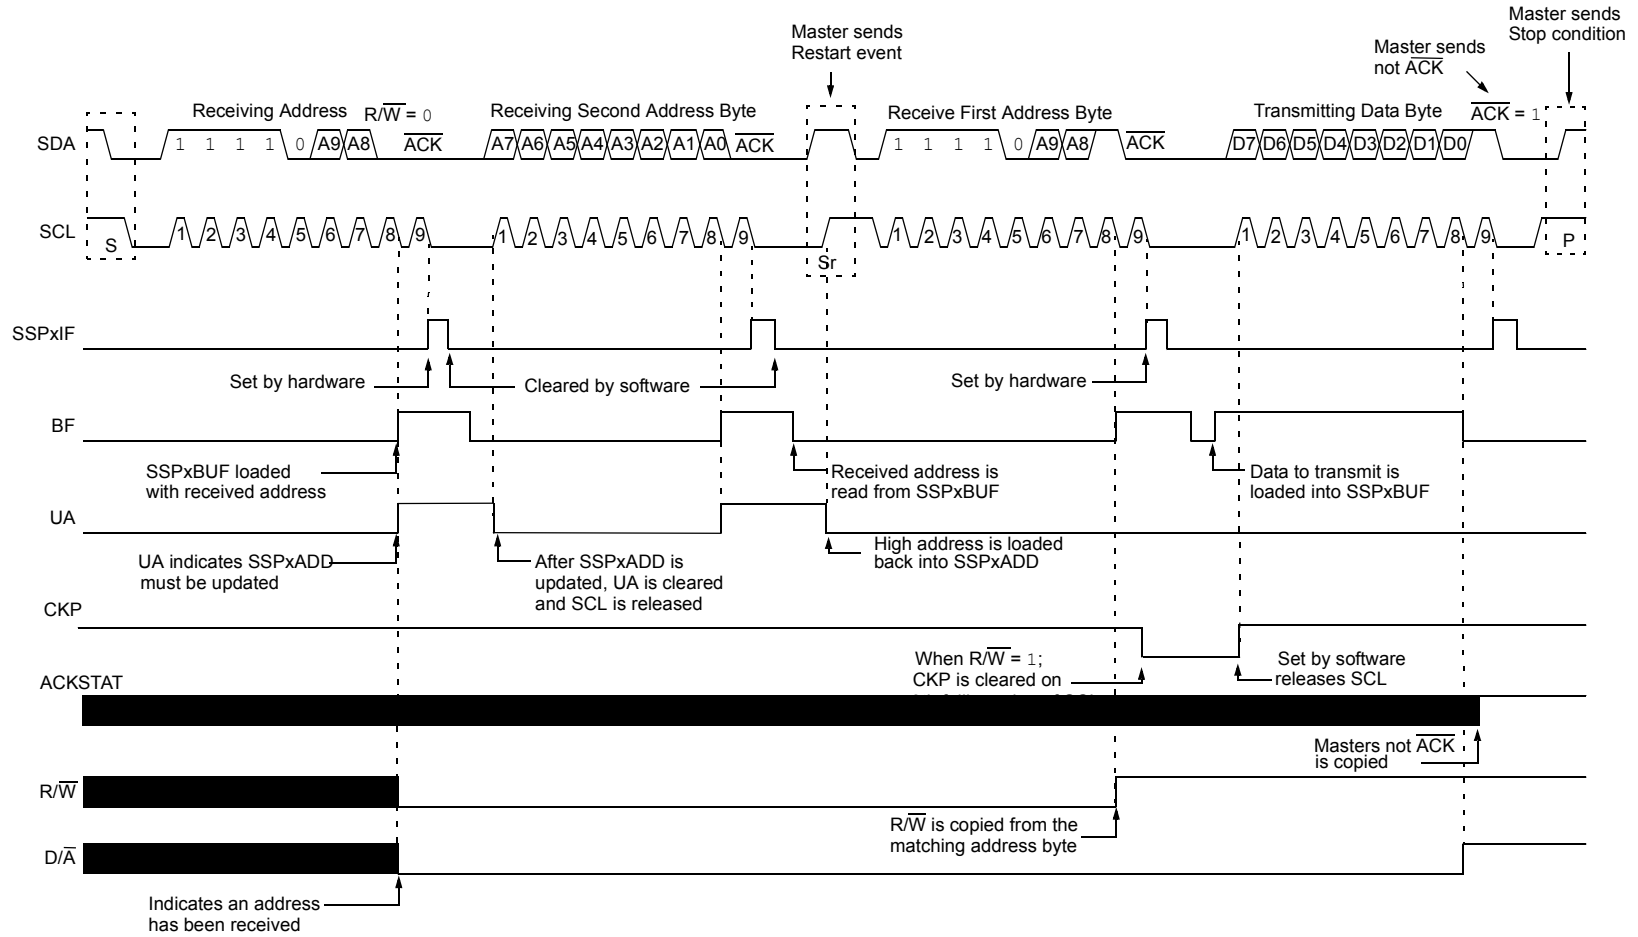 Master sends
Stop condition
Master sends
Restart event
Master sends
not ACK
Receiving Address R/W = 0
Receiving Second Address Byte
Receive First Address Byte
Transmitting Data Byte
ACK = 1
SDA
1 1 1 1 0 A9 A8 ACK
A7 A6 A5 A4 A3 A2 A1 A0 ACK
1 1 1 1 0 A9 A8 ACK
D7 D6 D5 D4 D3 D2 D1 D0
SCL
S 1 2 3 4 5 6 7 8 9
1 2 3 4 5 6 7 8 9
Sr
1 2 3 4 5 6 7 8 9
1 2 3 4 5 6 7 8 9
P
SSPxIF
Set by hardware
Cleared by software
Set by hardware
BF
SSPxBUF loaded
with received address
Received address is
read from SSPxBUF
Data to transmit is
loaded into SSPxBUF
UA
UA indicates SSPxADD
must be updated
After SSPxADD is
updated, UA is cleared
and SCL is released
High address is loaded
back into SSPxADD
CKP
When R/W = 1;
CKP is cleared on
Set by software
releases SCL
ACKSTAT
Masters not ACK
is copied
R/W
R/W is copied from the
matching address byte
D/A
Indicates an address
has been received